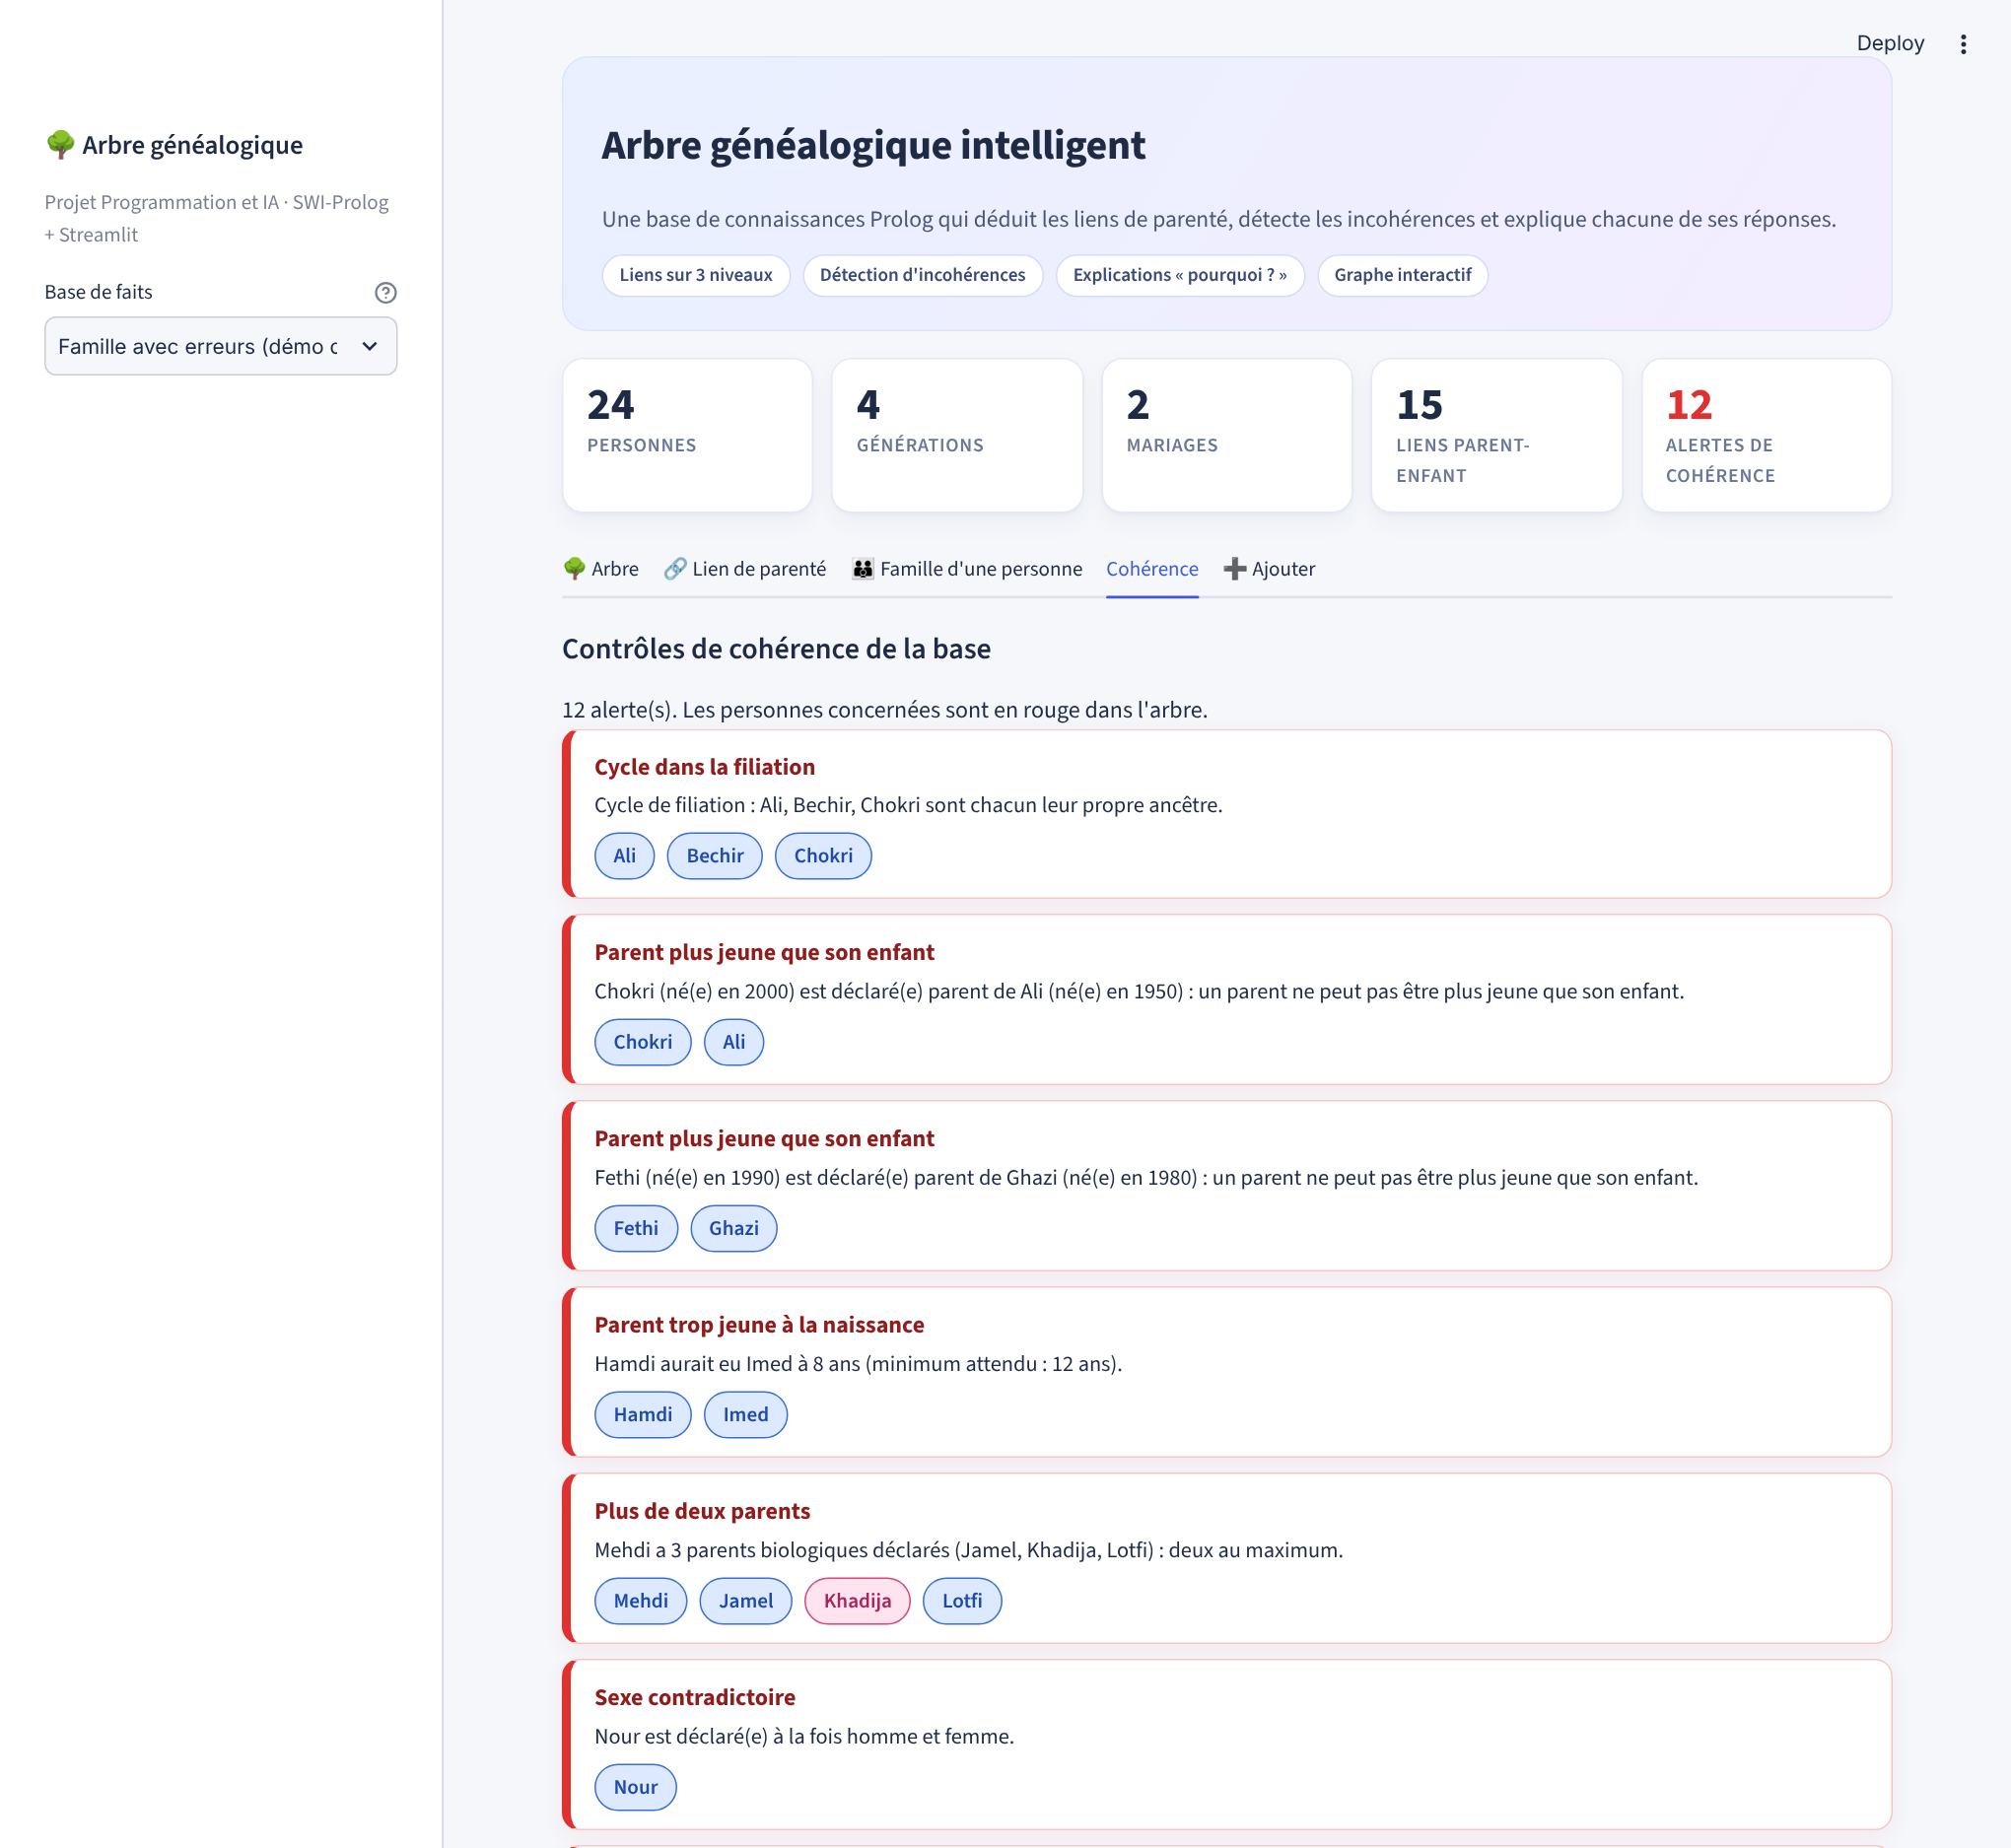 Deploy
🌳 Arbre généalogique
Projet Programmation et IA · SWI-Prolog
+ Streamlit
Base de faits
Famille avec erreurs (démo c
Arbre généalogique intelligent
Une base de connaissances Prolog qui déduit les liens de parenté, détecte les incohérences et explique chacune de ses réponses.
Liens sur 3 niveaux
Détection d'incohérences
Explications « pourquoi ? »
Graphe interactif
24
PERSONNES
4
GÉNÉRATIONS
2
MARIAGES
15
LIENS PARENT-
ENFANT
12
ALERTES DE
COHÉRENCE
🌳 Arbre
🔗 Lien de parenté
👪 Famille d'une personne
Cohérence
➕ Ajouter
Contrôles de cohérence de la base
12 alerte(s). Les personnes concernées sont en rouge dans l'arbre.
Cycle dans la filiation
Cycle de filiation : Ali, Bechir, Chokri sont chacun leur propre ancêtre.
Ali Bechir Chokri
Parent plus jeune que son enfant
Chokri (né(e) en 2000) est déclaré(e) parent de Ali (né(e) en 1950) : un parent ne peut pas être plus jeune que son enfant.
Chokri Ali
Parent plus jeune que son enfant
Fethi (né(e) en 1990) est déclaré(e) parent de Ghazi (né(e) en 1980) : un parent ne peut pas être plus jeune que son enfant.
Fethi Ghazi
Parent trop jeune à la naissance
Hamdi aurait eu Imed à 8 ans (minimum attendu : 12 ans).
Hamdi Imed
Plus de deux parents
Mehdi a 3 parents biologiques déclarés (Jamel, Khadija, Lotfi) : deux au maximum.
Mehdi Jamel Khadija Lotfi
Sexe contradictoire
Nour est déclaré(e) à la fois homme et femme.
Nour